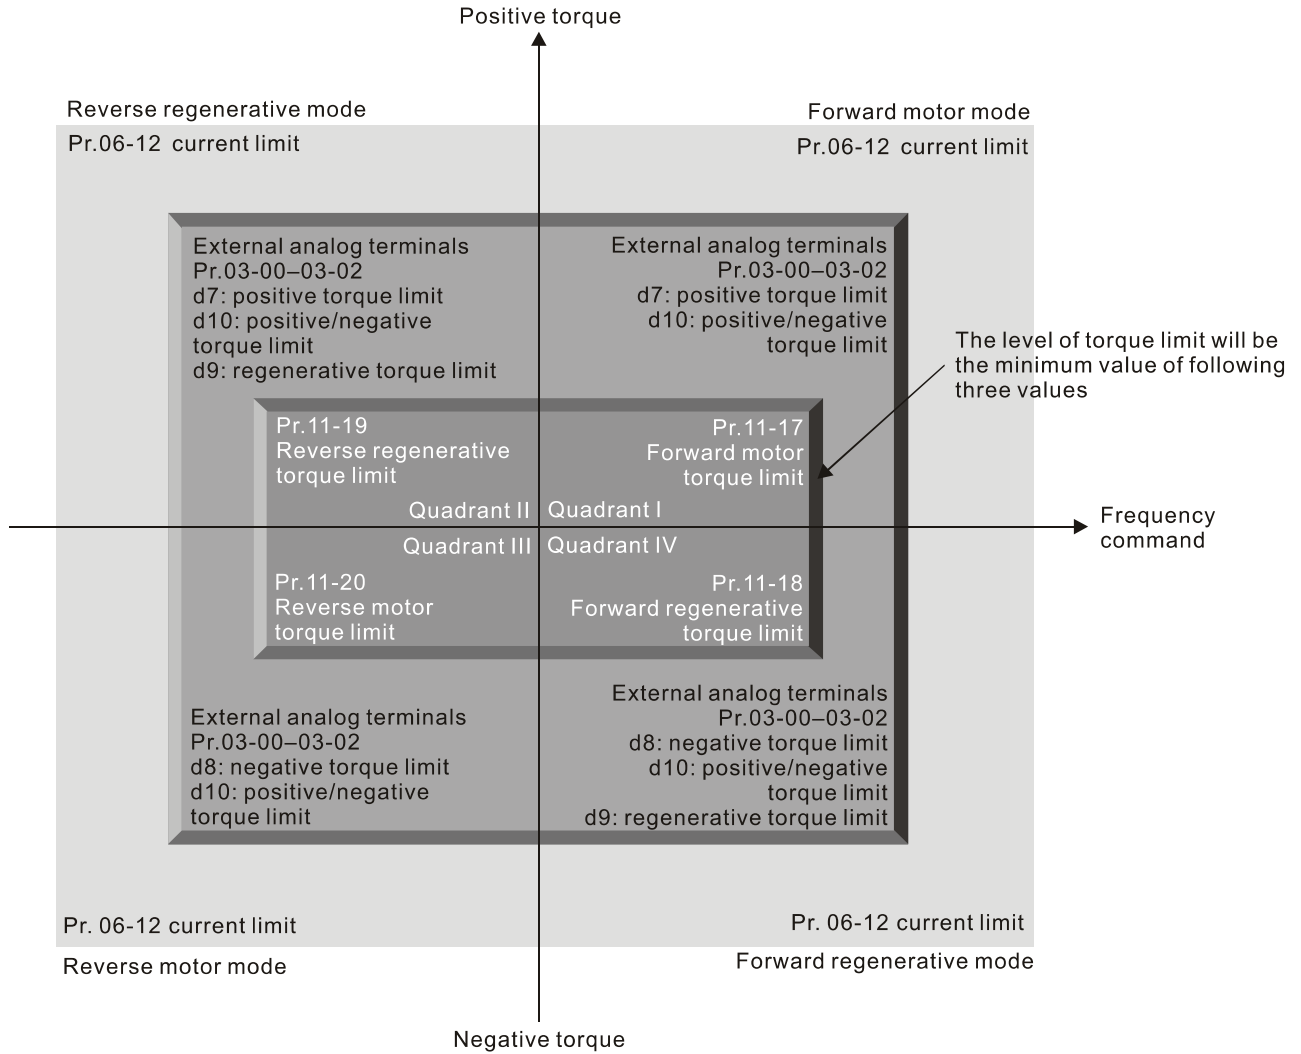 Positive torque
Reverse regenerative mode
Forward motor mode
Pr.06-12 current limit
Pr.06-12 current limit
External analog terminals
Pr.03-00–03-02
d7: positive torque limit
d10: positive/negative
torque limit
d9: regenerative torque limit
External analog terminals
Pr.03-00–03-02
d7: positive torque limit
d10: positive/negative
torque limit
The level of torque limit will be
the minimum value of following
three values
Pr.11-19
Reverse regenerative
torque limit
Pr.11-17
Forward motor
torque limit
Quadrant II
Quadrant I
Frequency
command
Quadrant III
Quadrant IV
Pr.11-20
Reverse motor
torque limit
Pr.11-18
Forward regenerative
torque limit
External analog terminals
Pr.03-00–03-02
d8: negative torque limit
d10: positive/negative
torque limit
External analog terminals
Pr.03-00–03-02
d8: negative torque limit
d10: positive/negative
torque limit
d9: regenerative torque limit
Pr. 06-12 current limit
Pr. 06-12 current limit
Reverse motor mode
Forward regenerative mode
Negative torque